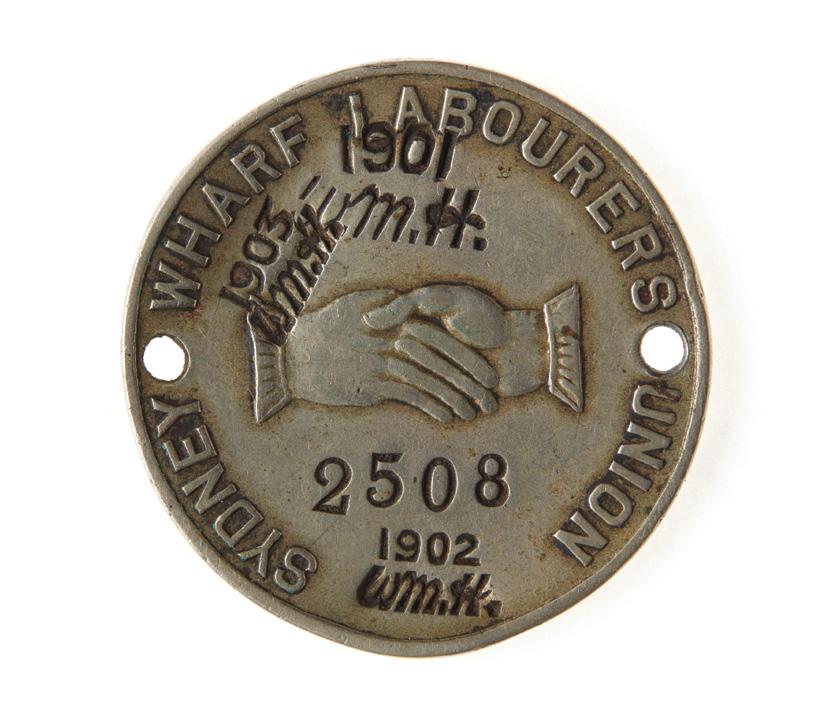 SYDNEY WHARF LABOURERS UNION
1901
WM.H.
1903
WM.H.
2508
1902
WM.H.